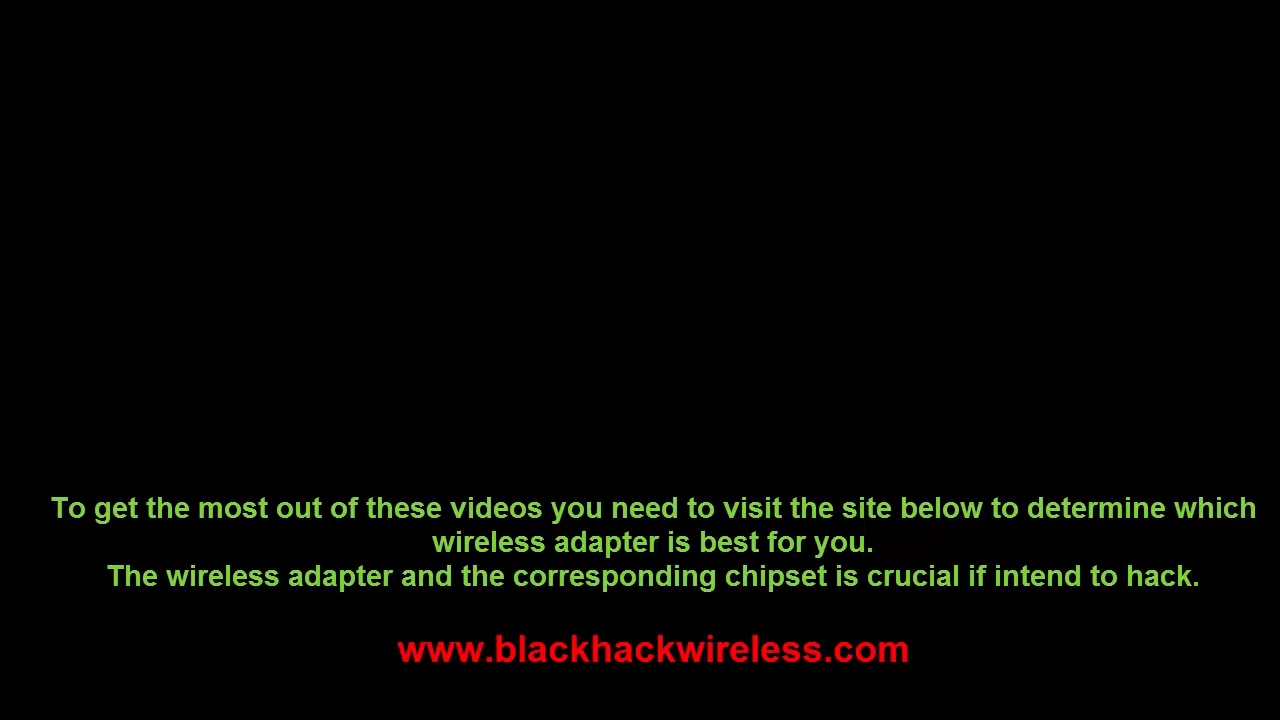 To get the most out of these videos you need to visit the site below to determine which
wireless adapter is best for you.
The wireless adapter and the corresponding chipset is crucial if intend to hack.
www.blackhackwireless.com